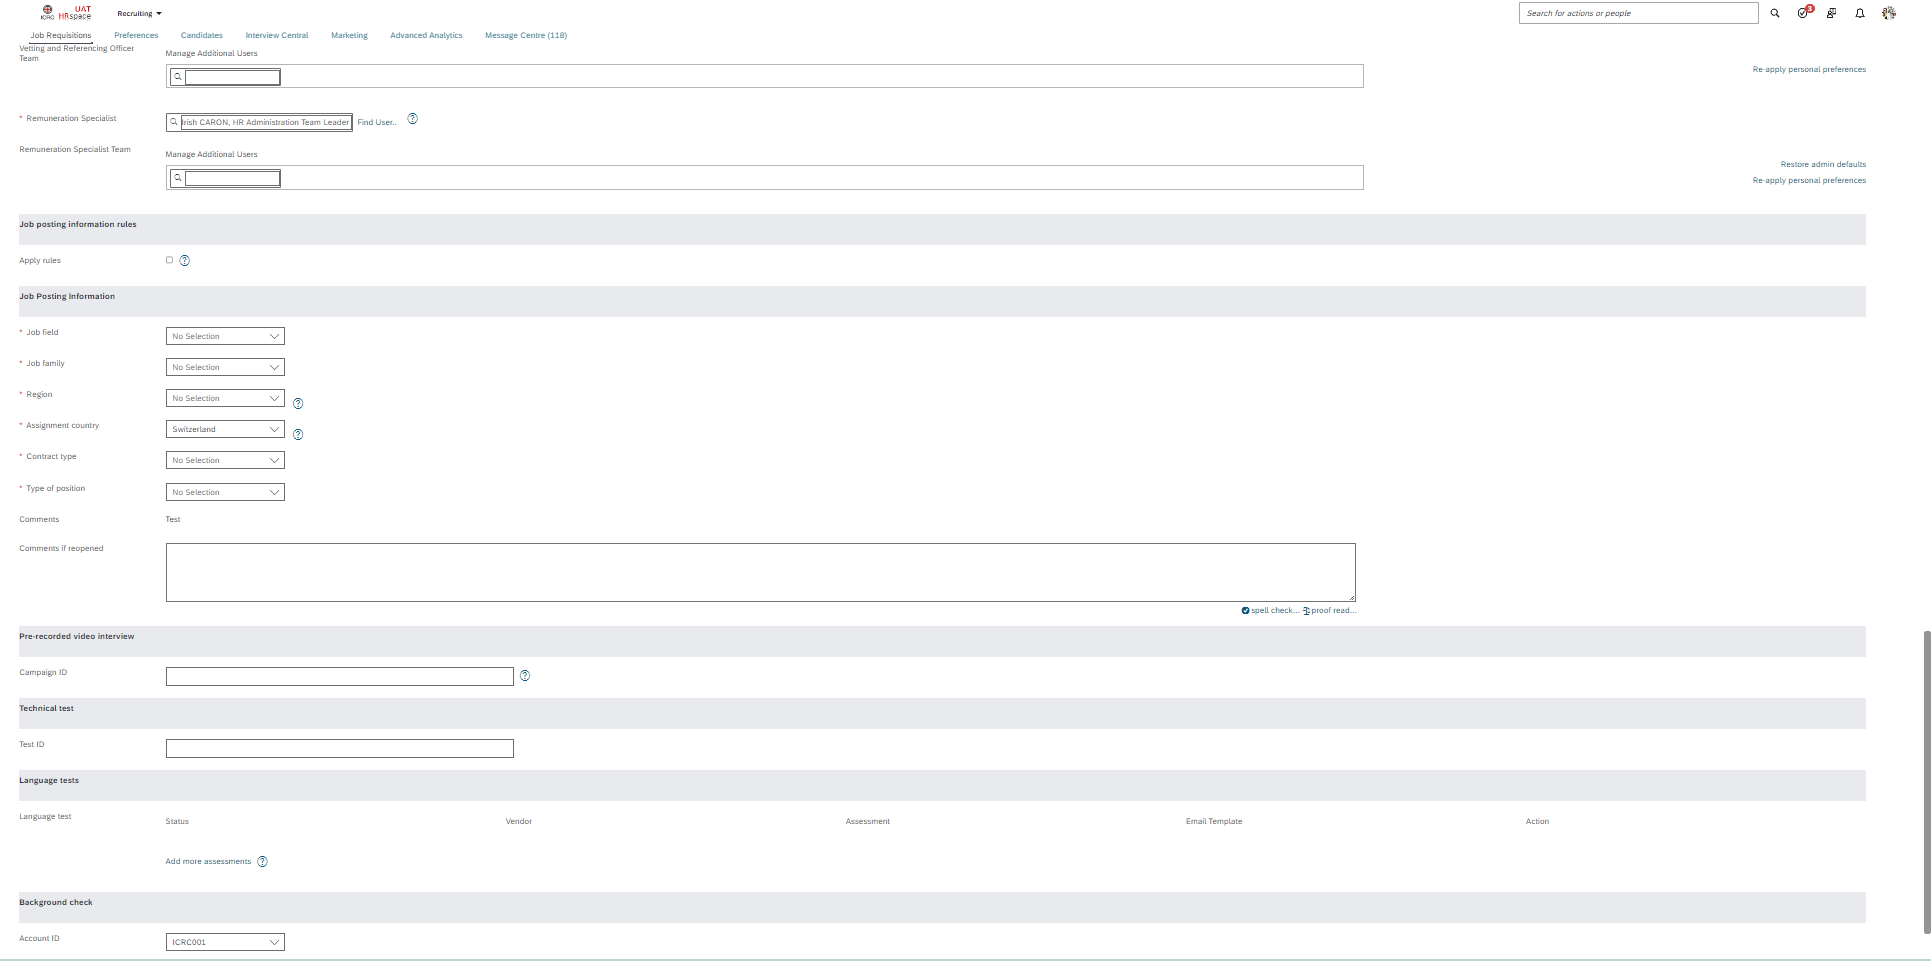 ICRC UAT HRspace Recruiting Search for actions or people 3
Job Requisitions Preferences Candidates Interview Central Marketing Advanced Analytics Message Centre (118)
Vetting and Referencing Officer Team
Manage Additional Users
Re-apply personal preferences
* Remuneration Specialist Irish CARON, HR Administration Team Leader Find User..
Remuneration Specialist Team
Manage Additional Users
Restore admin defaults
Re-apply personal preferences
Job posting information rules
Apply rules
Job Posting Information
* Job field No Selection
* Job family No Selection
* Region No Selection
* Assignment country Switzerland
* Contract type No Selection
* Type of position No Selection
Comments Test
Comments if reopened
spell check... proof read...
Pre-recorded video interview
Campaign ID
Technical test
Test ID
Language tests
Language test Status Vendor Assessment Email Template Action
Add more assessments
Background check
Account ID ICRC001